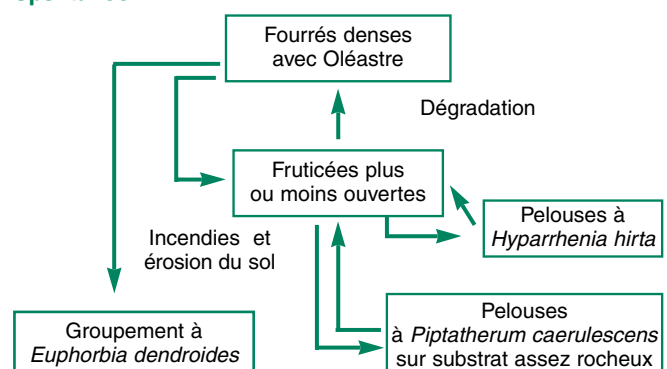 Fourrés denses
avec Oléastre
Dégradation
Fruticées plus
ou moins ouvertes
Pelouses à
Hyparrhenia hirta
Incendies et
érosion du sol
Groupement à
Euphorbia dendroides
Pelouses
à Piptatherum caerulescens
sur substrat assez rocheux